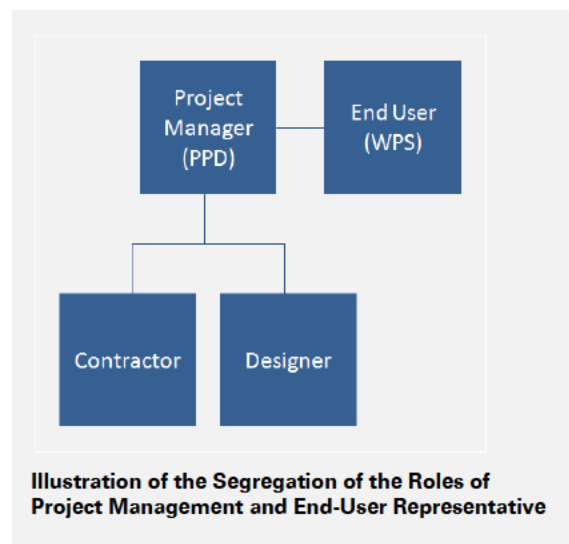 Project
Manager
(PPD)
End User
(WPS)
Contractor
Designer
Illustration of the Segregation of the Roles of
Project Management and End-User Representative